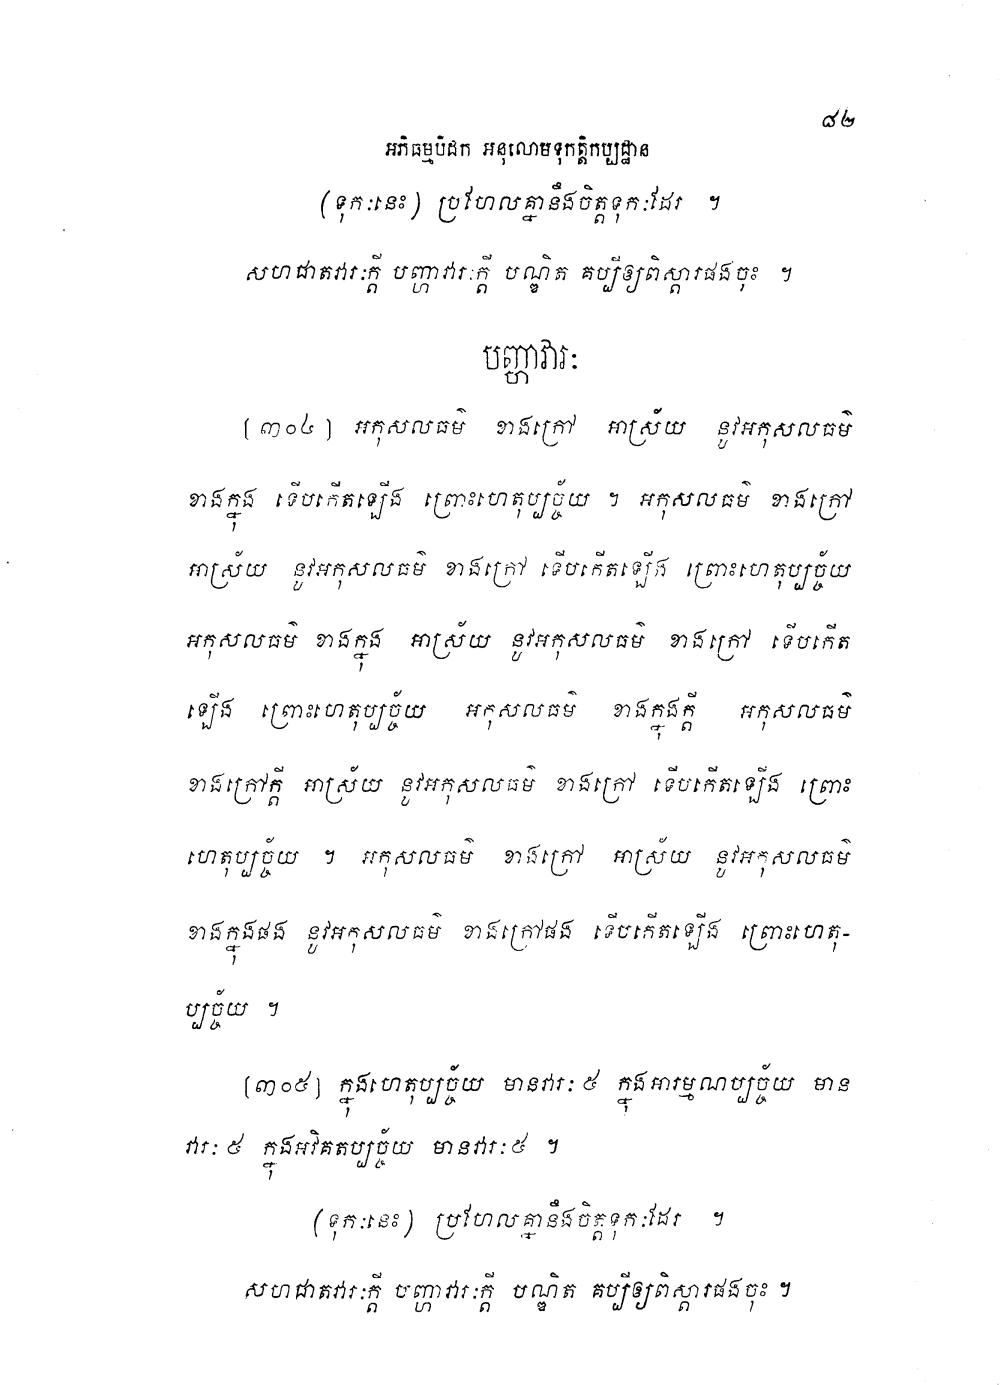 ៨២
អភិធម្មបិដក អនុលោមទុកត្តិកប្បដ្ឋាន
(ទុកៈនេះ) ប្រហែលគ្នានឹងចិត្តទុកៈដែរ ។
សហជាតវារៈក្តី បញ្ហាវារៈក្តី បណ្ឌិត គប្បីឲ្យពិស្តារផងចុះ ។
បញ្ហាវារៈ
[៣០៤] អកុសលធម៌ ខាងក្រៅ អាស្រ័យ នូវអកុសលធម៌
ខាងក្នុង ទើបកើតឡើង ព្រោះហេតុប្បច្ច័យ ។ អកុសលធម៌ ខាងក្រៅ
អាស្រ័យ នូវអកុសលធម៌ ខាងក្រៅ ទើបកើតឡើង ព្រោះហេតុប្បច្ច័យ
អកុសលធម៌ ខាងក្នុង អាស្រ័យ នូវអកុសលធម៌ ខាងក្រៅ ទើបកើត
ឡើង ព្រោះហេតុប្បច្ច័យ អកុសលធម៌ ខាងក្នុងក្តី អកុសលធម៌
ខាងក្រៅក្តី អាស្រ័យ នូវអកុសលធម៌ ខាងក្រៅ ទើបកើតឡើង ព្រោះ
ហេតុប្បច្ច័យ ។ អកុសលធម៌ ខាងក្រៅ អាស្រ័យ នូវអកុសលធម៌
ខាងក្នុងផង នូវអកុសលធម៌ ខាងក្រៅផង ទើបកើតឡើង ព្រោះហេតុ-
ប្បច្ច័យ ។
[៣០៥] ក្នុងហេតុប្បច្ច័យ មានវារៈ ៥ ក្នុងអារម្មណប្បច្ច័យ មាន
វារៈ ៥ ក្នុងអវិគតប្បច្ច័យ មានវារៈ ៥ ។
(ទុកៈនេះ) ប្រហែលគ្នានឹងចិត្តទុកៈដែរ ។
សហជាតវារៈក្តី បញ្ហាវារៈក្តី បណ្ឌិត គប្បីឲ្យពិស្តារផងចុះ ។